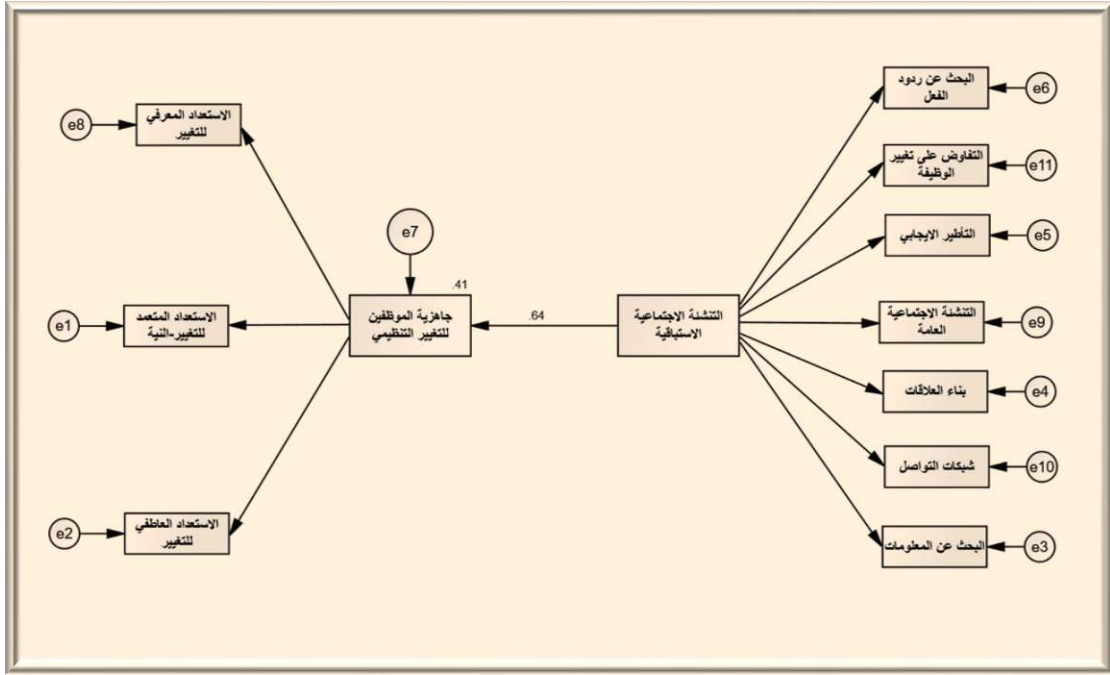 البحث عن ردود
الفعل
e6
التفاوض على تغيير
الوظيفة
e11
التأطير الايجابي
e5
التنشئة الاجتماعية
العامة
e9
بناء العلاقات
e4
شبكات التواصل
e10
البحث عن المعلومات
e3
التنشئة الاجتماعية
الاستباقية
.64
e7
.41
جاهزية الموظفين
للتغيير التنظيمي
الاستعداد المعرفي
للتغيير
e8
الاستعداد المتعمد
للتغيير-النية
e1
الاستعداد العاطفي
للتغيير
e2